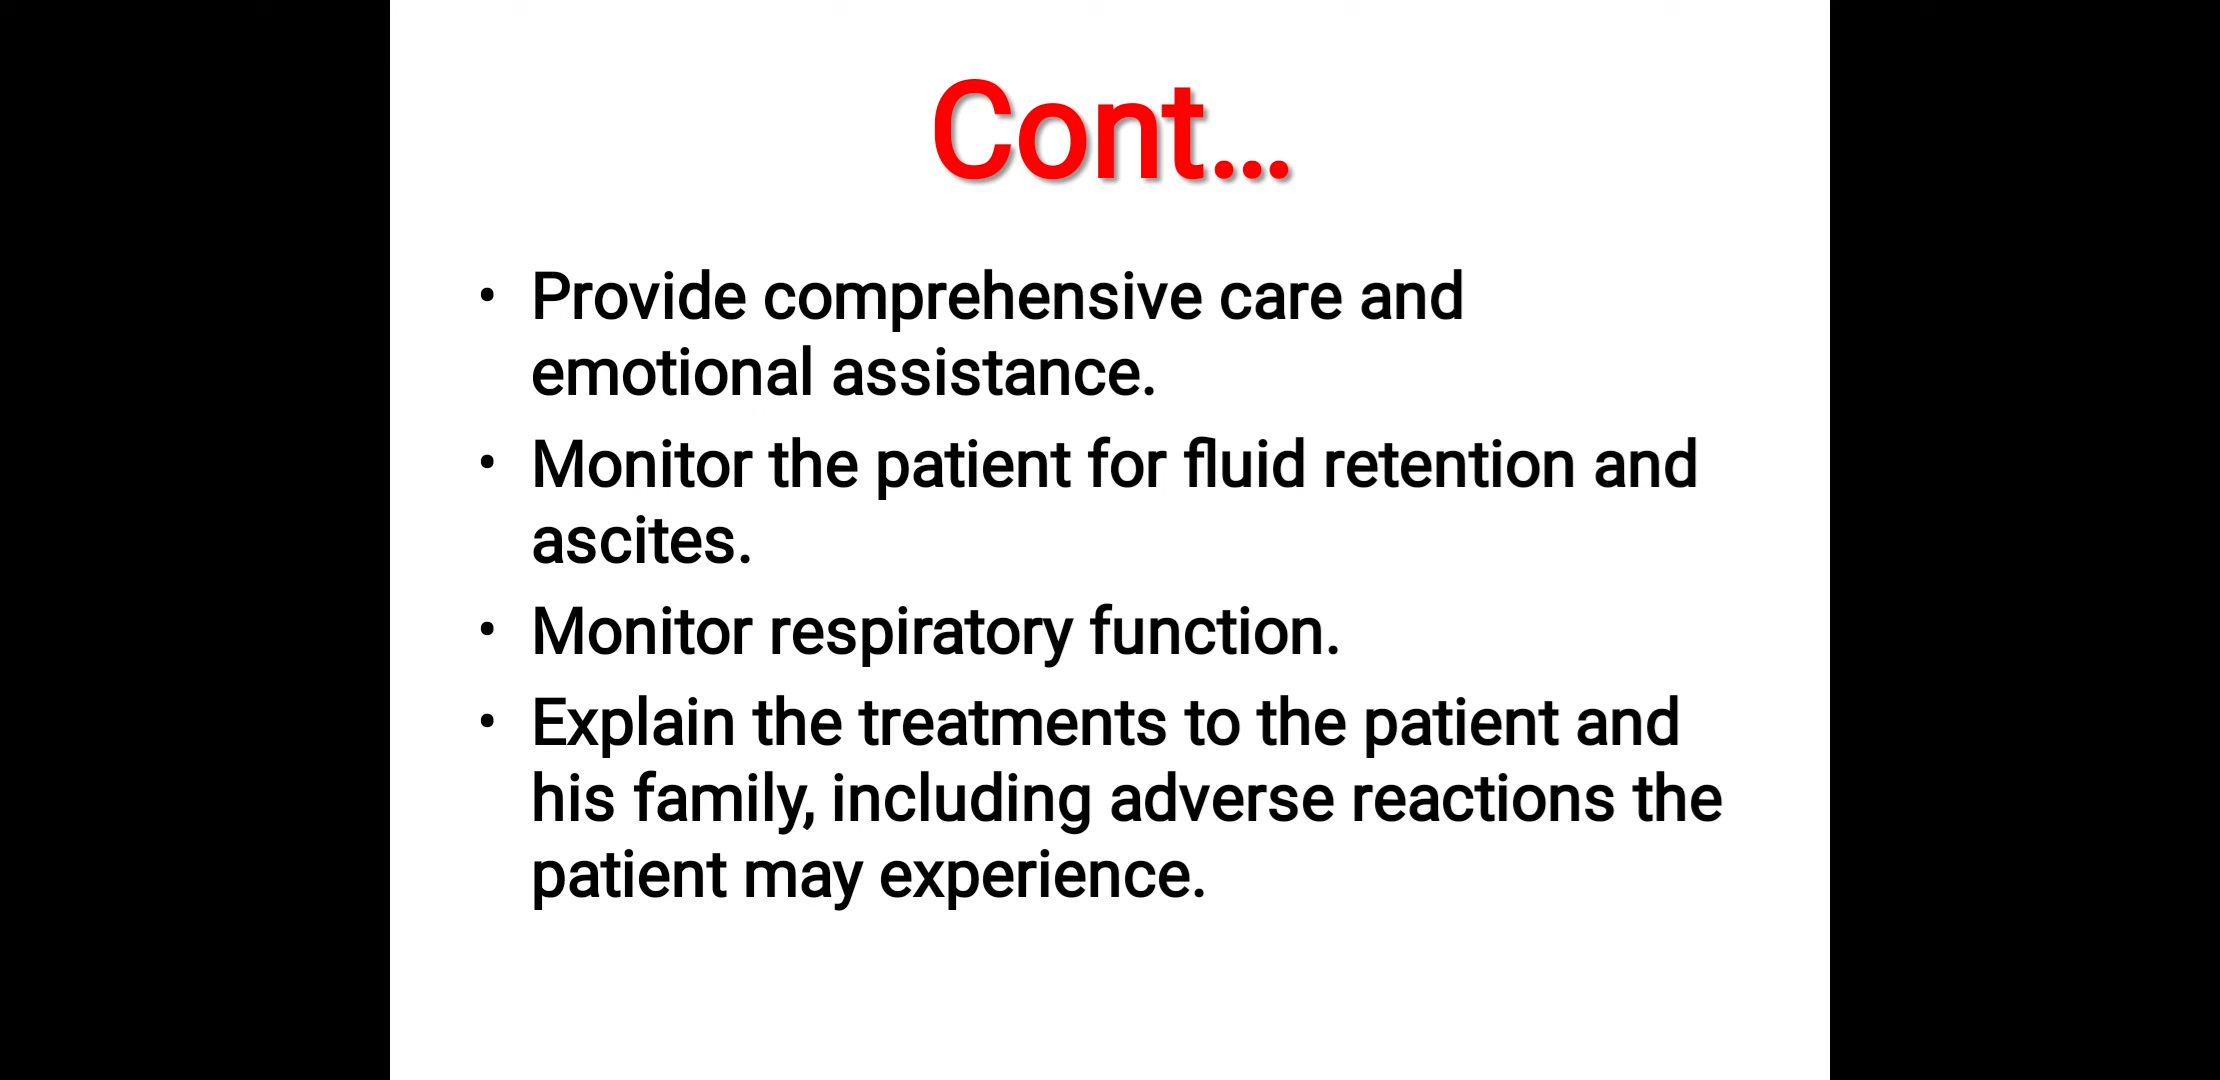 Cont...
• Provide comprehensive care and
emotional assistance.
• Monitor the patient for fluid retention and
ascites.
• Monitor respiratory function.
• Explain the treatments to the patient and
his family, including adverse reactions the
patient may experience.